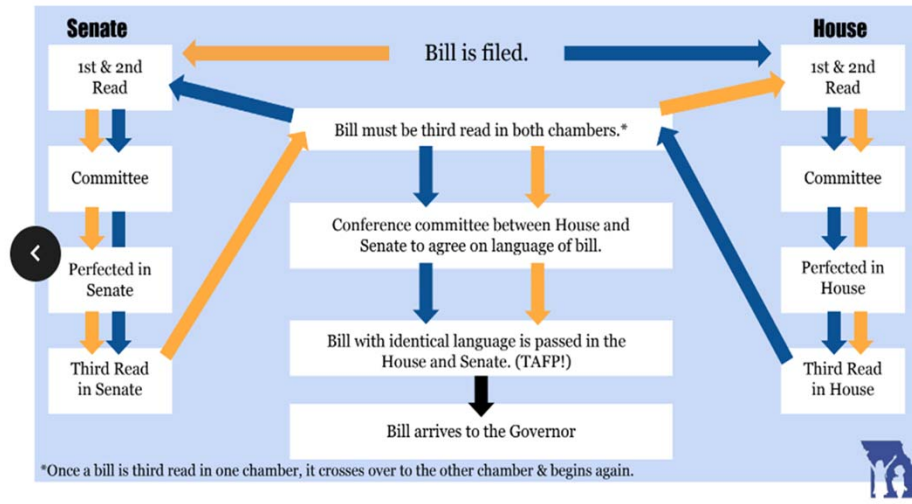 Senate
House
Bill is filed.
1st & 2nd
Read
1st & 2nd
Read
Bill must be third read in both chambers.*
Committee
Committee
Conference committee between House and
Senate to agree on language of bill.
Perfected in
Senate
Perfected in
House
Bill with identical language is passed in the
House and Senate. (TAFP!)
Third Read
in Senate
Third Read
in House
Bill arrives to the Governor
*Once a bill is third read in one chamber, it crosses over to the other chamber & begins again.